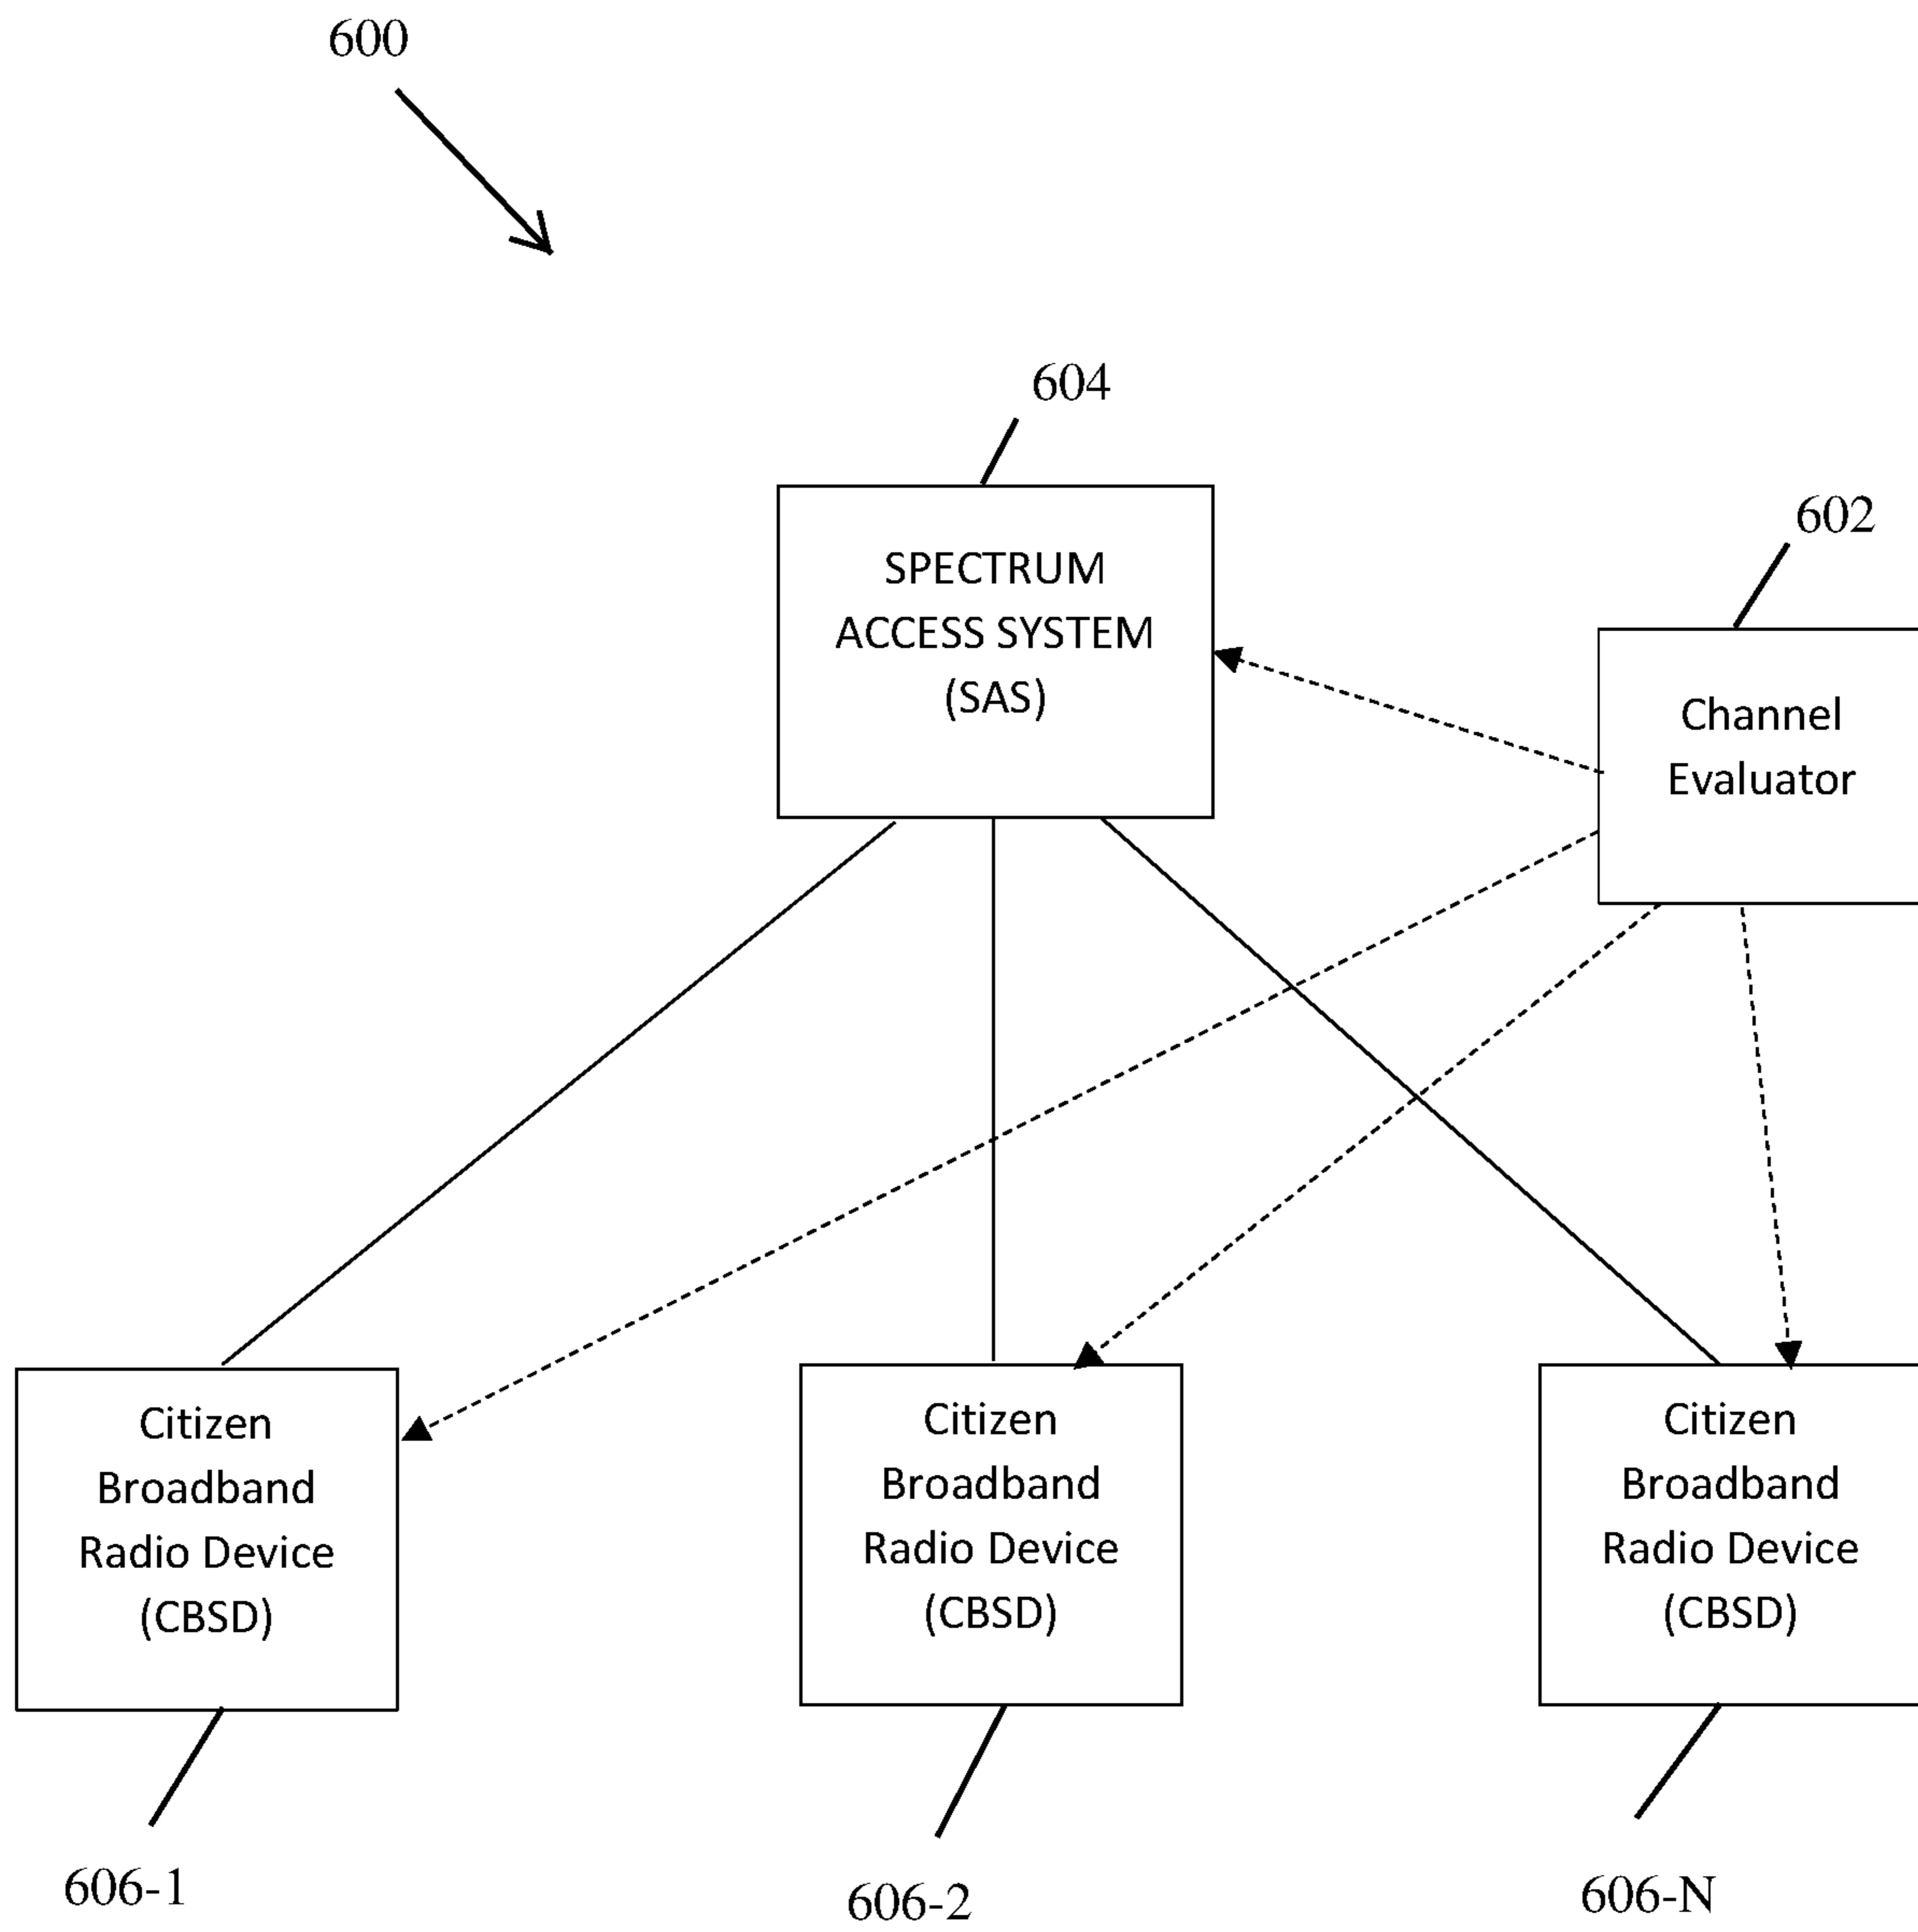 600
604
SPECTRUM
ACCESS SYSTEM
(SAS)
602
Channel
Evaluator
Citizen
Broadband
Radio Device
(CBSD)
Citizen
Broadband
Radio Device
(CBSD)
Citizen
Broadband
Radio Device
(CBSD)
606-1
606-2
606-N